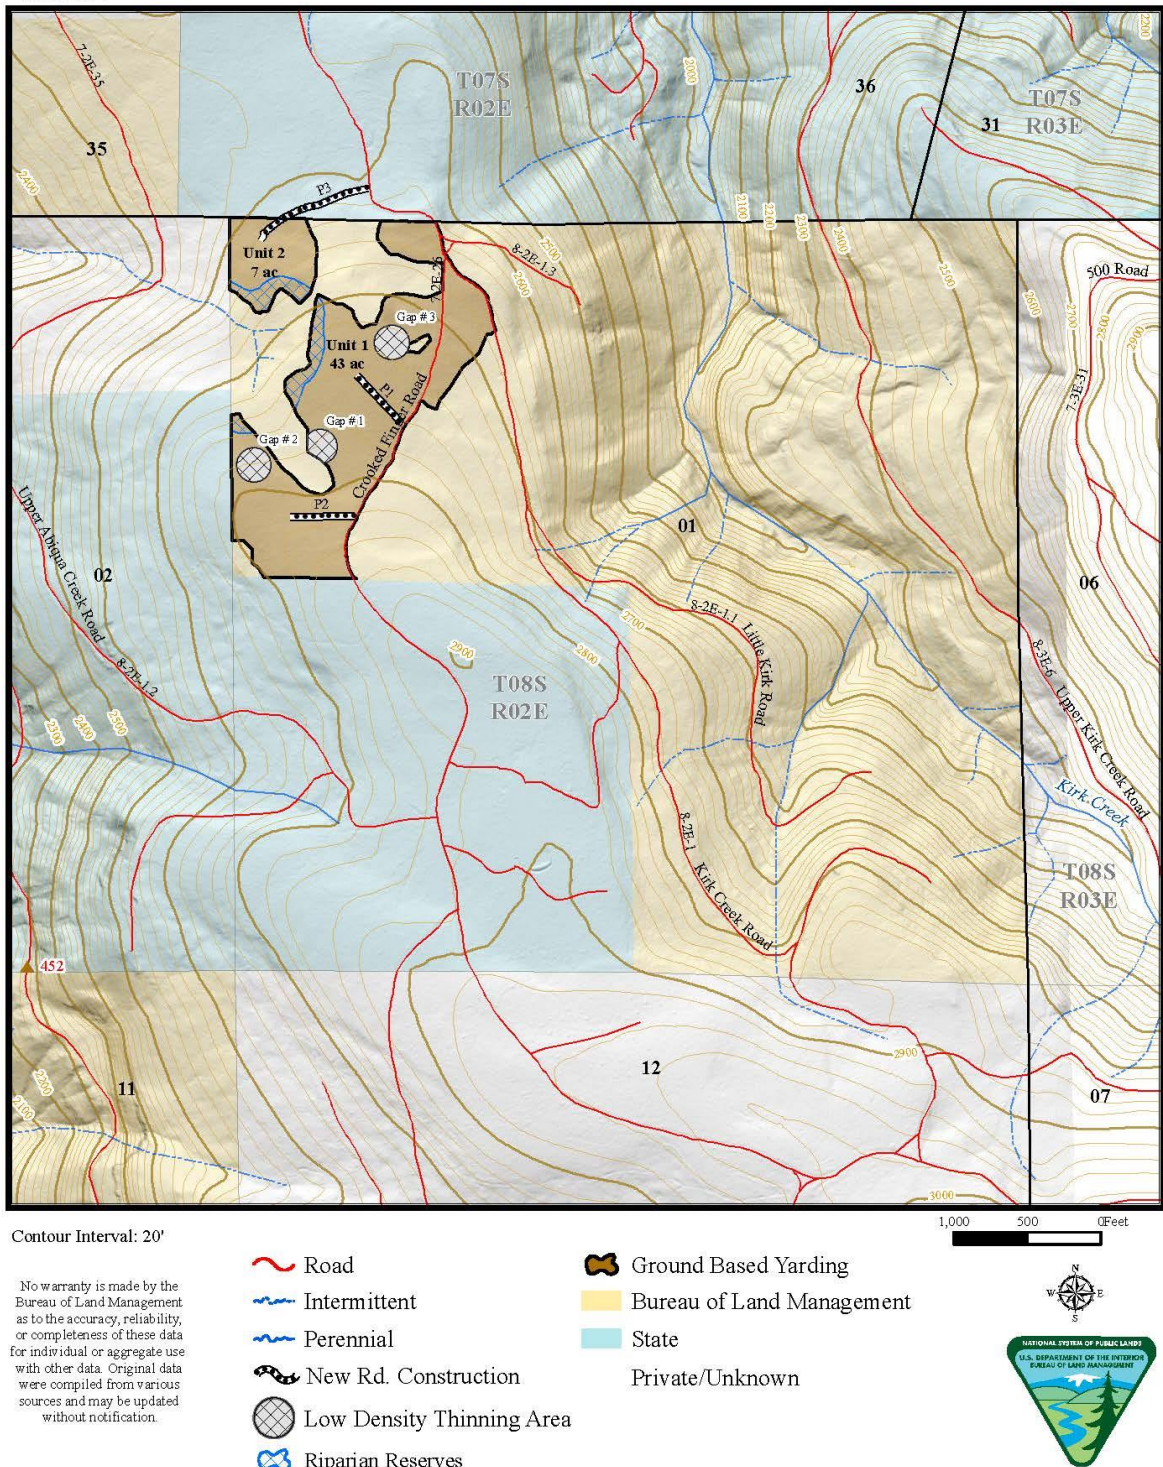 7-2E-35
2400
35
T07S
R02E
2000
36
31
T07S
R03E
2200
P3
Unit 2
7 ac
7-2E-26
2500
8-2E-1.3
2600
2100
2200
2300
2400
2500
2600
500 Road
2700
2800
2900
7-3E-31
Gap # 3
Unit 1
43 ac
P1
Crooked Finger Road
Gap # 1
Gap # 2
P2
01
Upper Abiqua Creek Road
02
8-2E-1.2
2300
2400
2500
2900
2800
2700
T08S
R02E
8-2E-1.1
Little Kirk Road
06
8-3E-6
Upper Kirk Creek Road
Kirk Creek
8-2E-1
Kirk Creek Road
T08S
R03E
452
11
2200
2100
12
2900
07
3000
Contour Interval: 20'
1,000 500 0Feet
No warranty is made by the
Bureau of Land Management
as to the accuracy, reliability,
or completeness of these data
for individual or aggregate use
with other data. Original data
were compiled from various
sources and may be updated
without notification.
Road
Intermittent
Perennial
New Rd. Construction
Low Density Thinning Area
Riparian Reserves
Ground Based Yarding
Bureau of Land Management
State
Private/Unknown
N
W E
S
NATIONAL SYSTEM OF PUBLIC LANDS
U.S. DEPARTMENT OF THE INTERIOR
BUREAU OF LAND MANAGEMENT